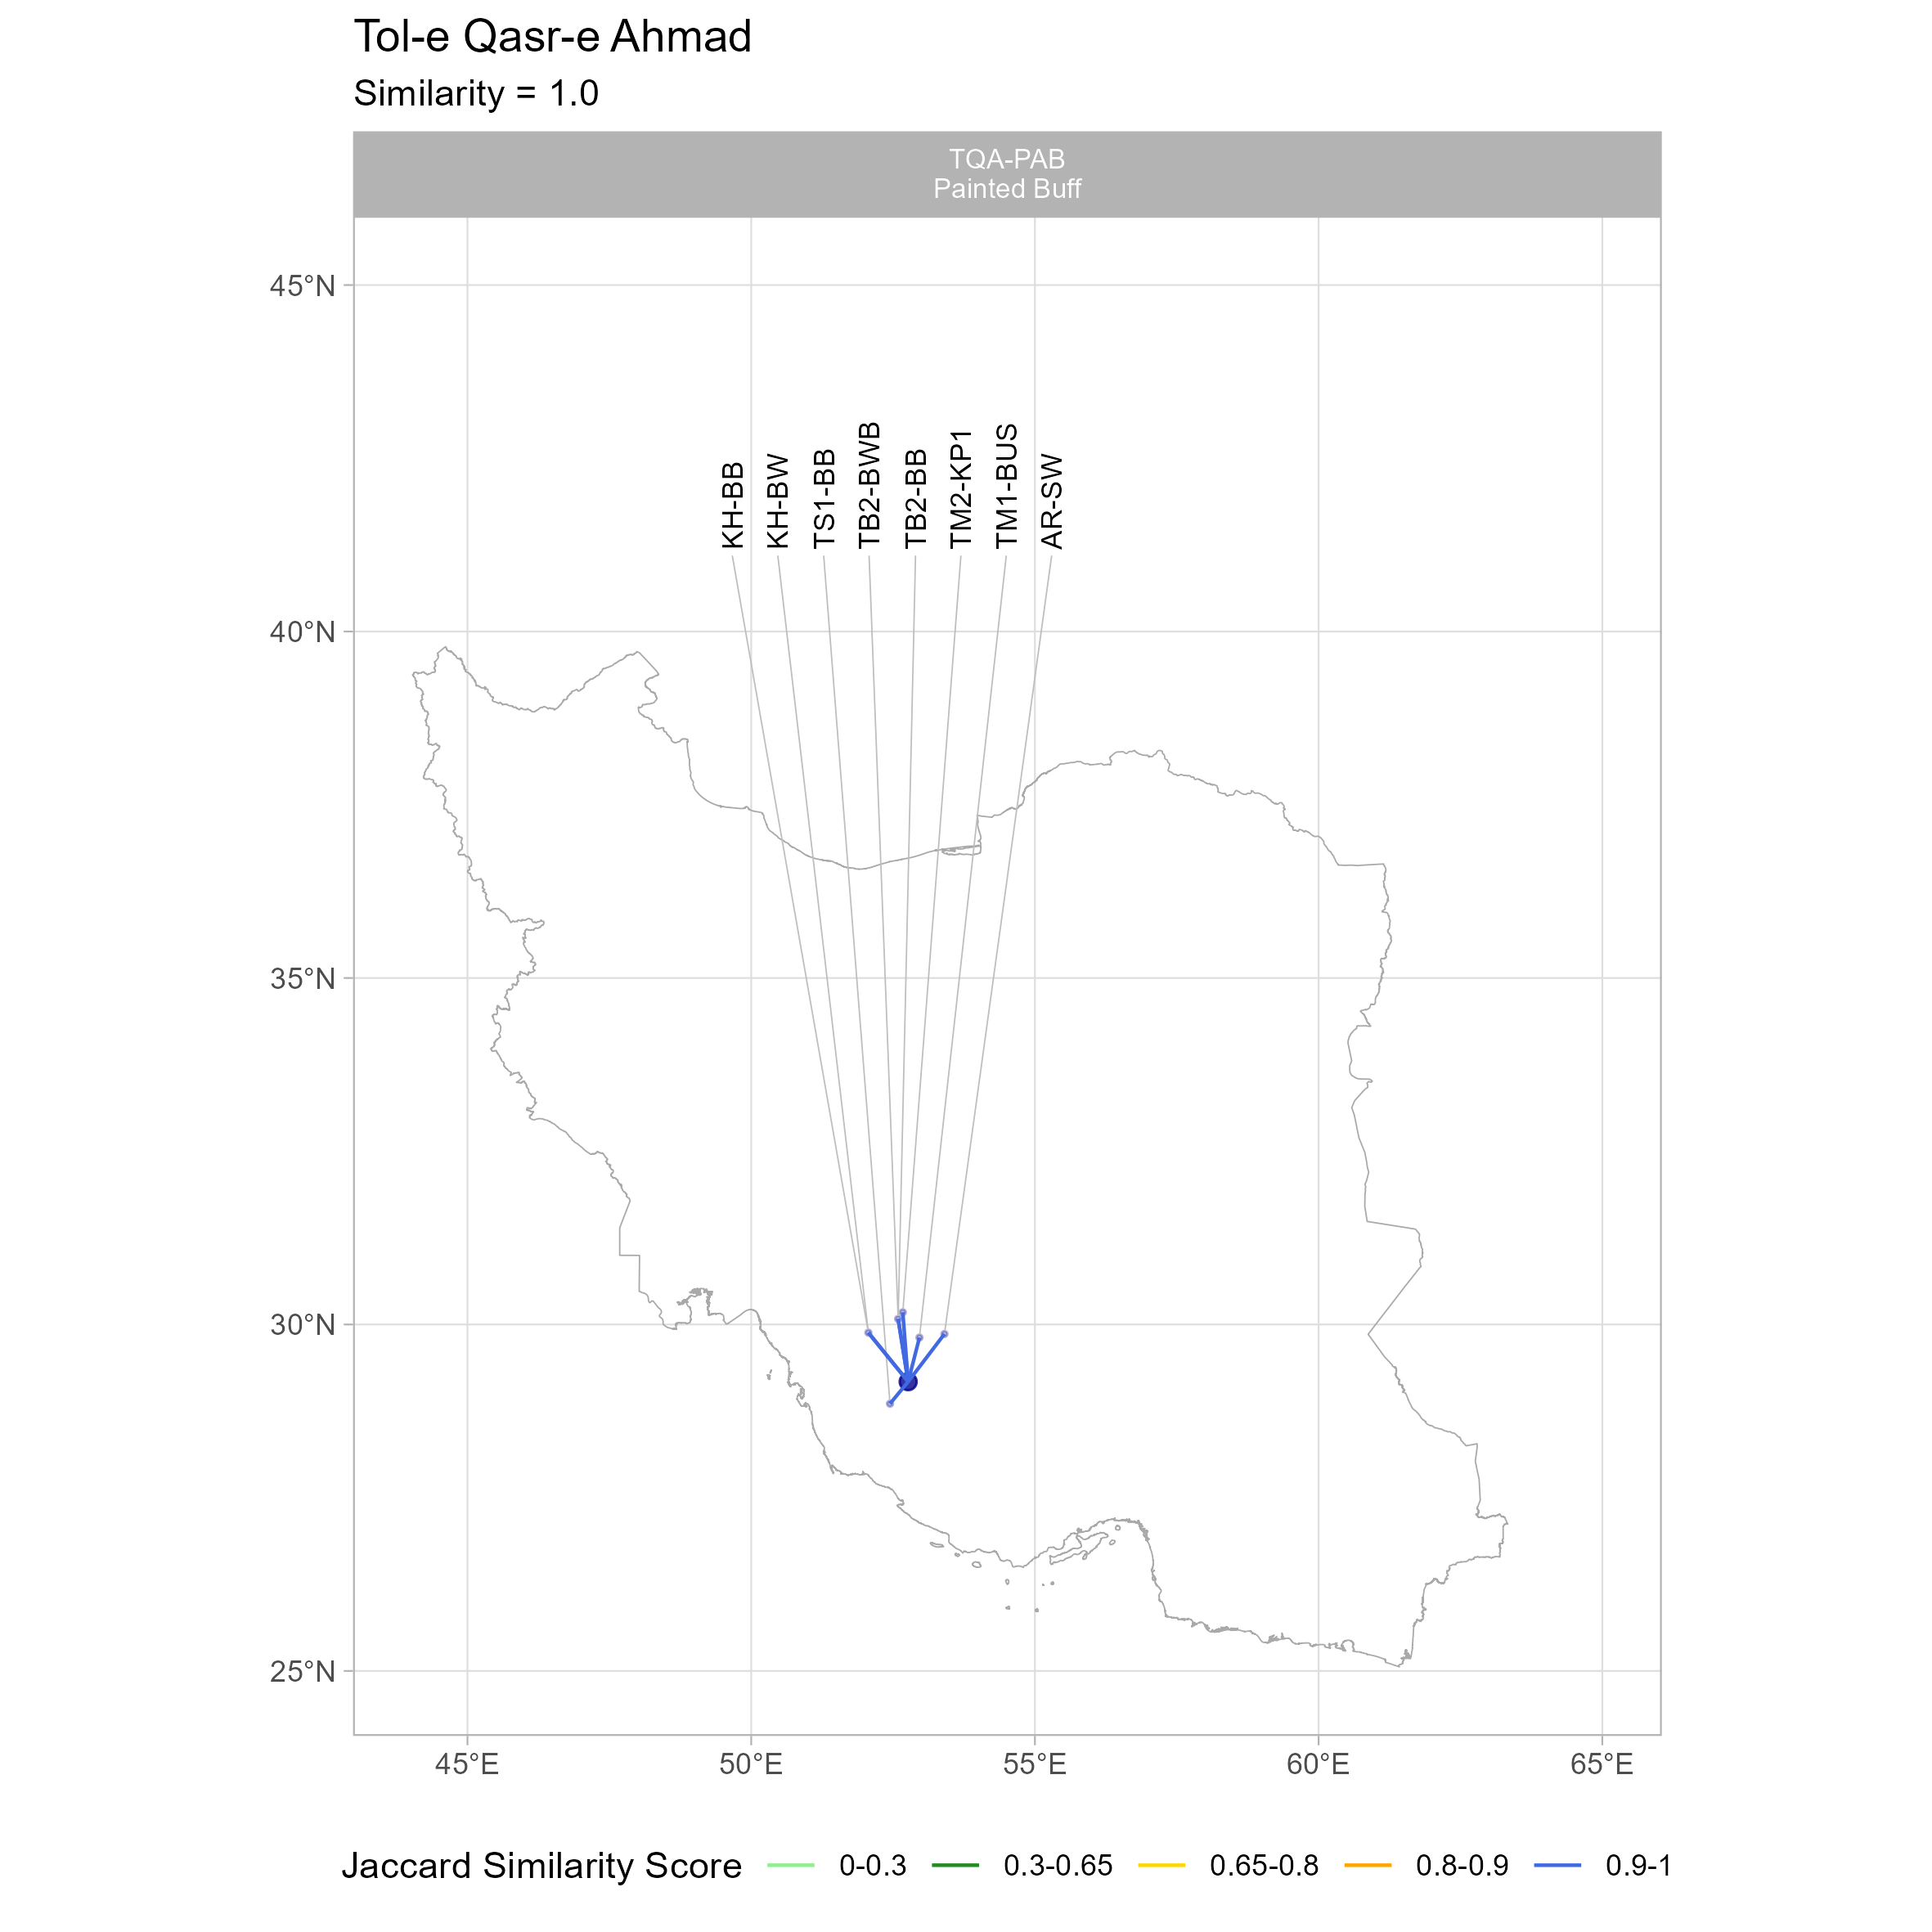 Tol-e Qasr-e Ahmad
Similarity = 1.0
TQA-PAB
Painted Buff
45°N
40°N
35°N
30°N
25°N
KH-BB
KH-BW
TS1-BB
TB2-BWB
TB2-BB
TM2-KP1
TM1-BUS
AR-SW
45°E 50°E 55°E 60°E 65°E
Jaccard Similarity Score 0-0.3 0.3-0.65 0.65-0.8 0.8-0.9 0.9-1